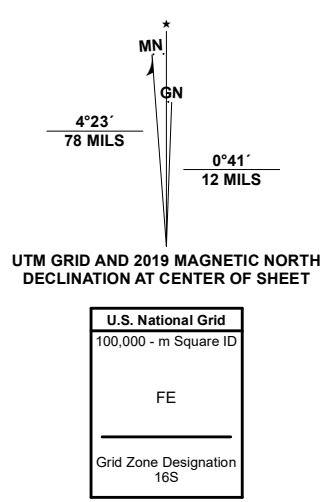 MN
GN
4°23´
78 MILS
0°41´
12 MILS
UTM GRID AND 2019 MAGNETIC NORTH
DECLINATION AT CENTER OF SHEET
U.S. National Grid
100,000 - m Square ID
FE
Grid Zone Designation
16S